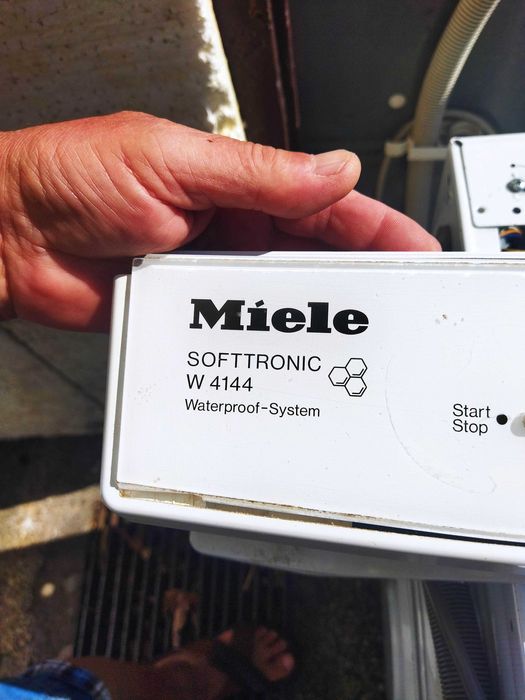 Miele
SOFTTRONIC
W 4144
Waterproof-System
Start
Stop